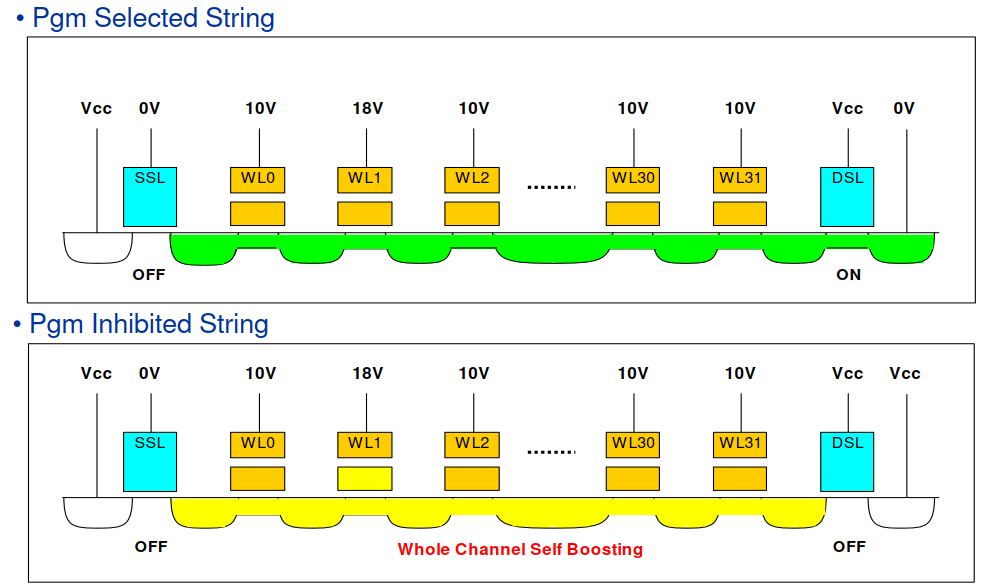 • Pgm Selected String
Vcc 0V 10V 18V 10V 10V 10V Vcc 0V
SSL WL0 WL1 WL2 ........ WL30 WL31 DSL
OFF ON
• Pgm Inhibited String
Vcc 0V 10V 18V 10V 10V 10V Vcc Vcc
SSL WL0 WL1 WL2 ........ WL30 WL31 DSL
OFF Whole Channel Self Boosting OFF